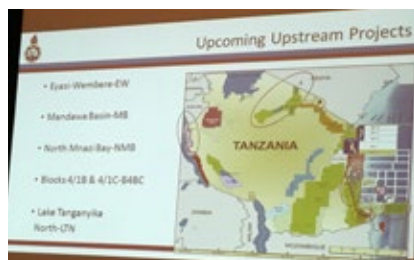 Upcoming Upstream Projects
• Eyasi-Wembere-EW
• Mandawa Basin-MB
• North Mnazi Bay-NMB
• Blocks 4/1B & 4/1C-B4BC
• Lake Tanganyika
North-LTN
TANZANIA